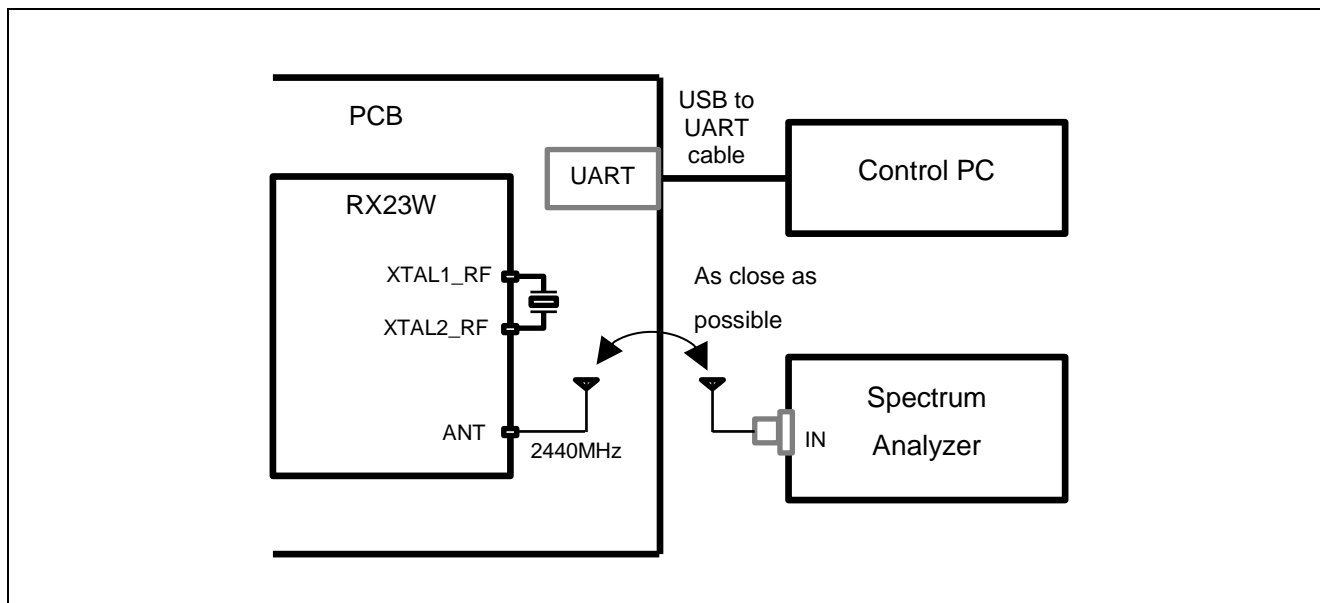 PCB
USB to
UART
cable
UART
Control PC
RX23W
XTAL1_RF
XTAL2_RF
As close as
possible
ANT
2440MHz
IN
Spectrum
Analyzer